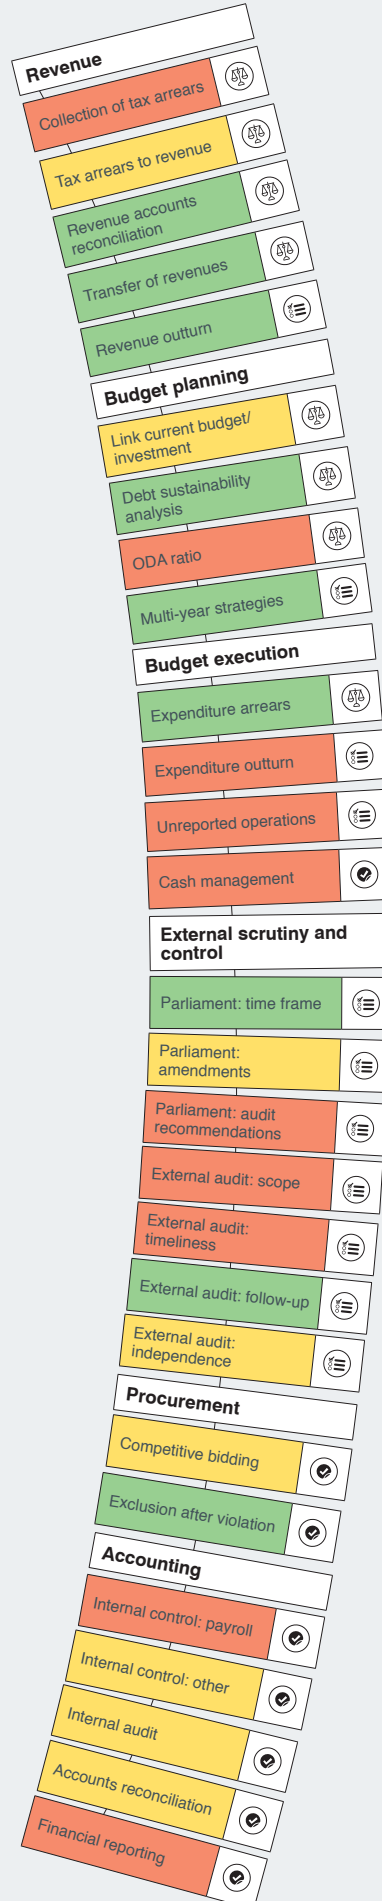 Revenue
Collection of tax arrears
Tax arrears to revenue
Revenue accounts
reconciliation
Transfer of revenues
Revenue outturn
Budget planning
Link current budget/
investment
Debt sustainability
analysis
ODA ratio
Multi-year strategies
Budget execution
Expenditure arrears
Expenditure outturn
Unreported operations
Cash management
External scrutiny and
control
Parliament: time frame
Parliament:
amendments
Parliament: audit
recommendations
External audit: scope
External audit:
timeliness
External audit: follow-up
External audit:
independence
Procurement
Competitive bidding
Exclusion after violation
Accounting
Internal control: payroll
Internal control: other
Internal audit
Accounts reconciliation
Financial reporting